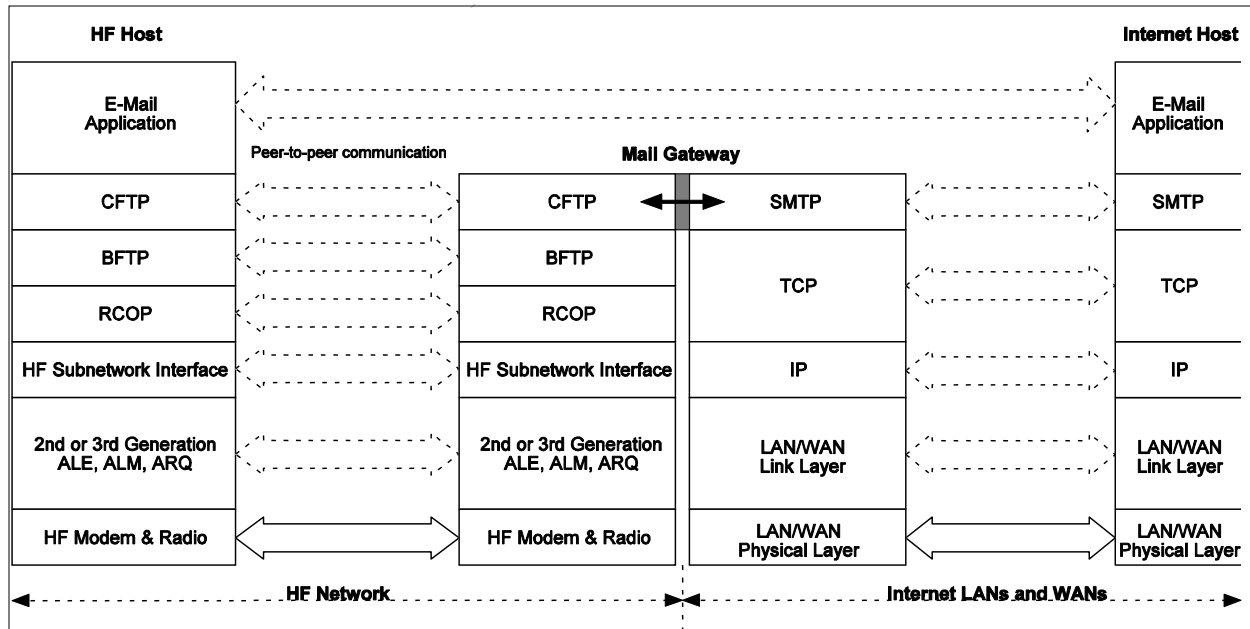 HF Host
Internet Host
E-Mail
Application
E-Mail
Application
Peer-to-peer communication
Mail Gateway
CFTP
CFTP
SMTP
SMTP
BFTP
BFTP
TCP
TCP
RCOP
RCOP
HF Subnetwork Interface
HF Subnetwork Interface
IP
IP
2nd or 3rd Generation
ALE, ALM, ARQ
2nd or 3rd Generation
ALE, ALM, ARQ
LAN/WAN
Link Layer
LAN/WAN
Link Layer
HF Modem & Radio
HF Modem & Radio
LAN/WAN
Physical Layer
LAN/WAN
Physical Layer
HF Network
Internet LANs and WANs